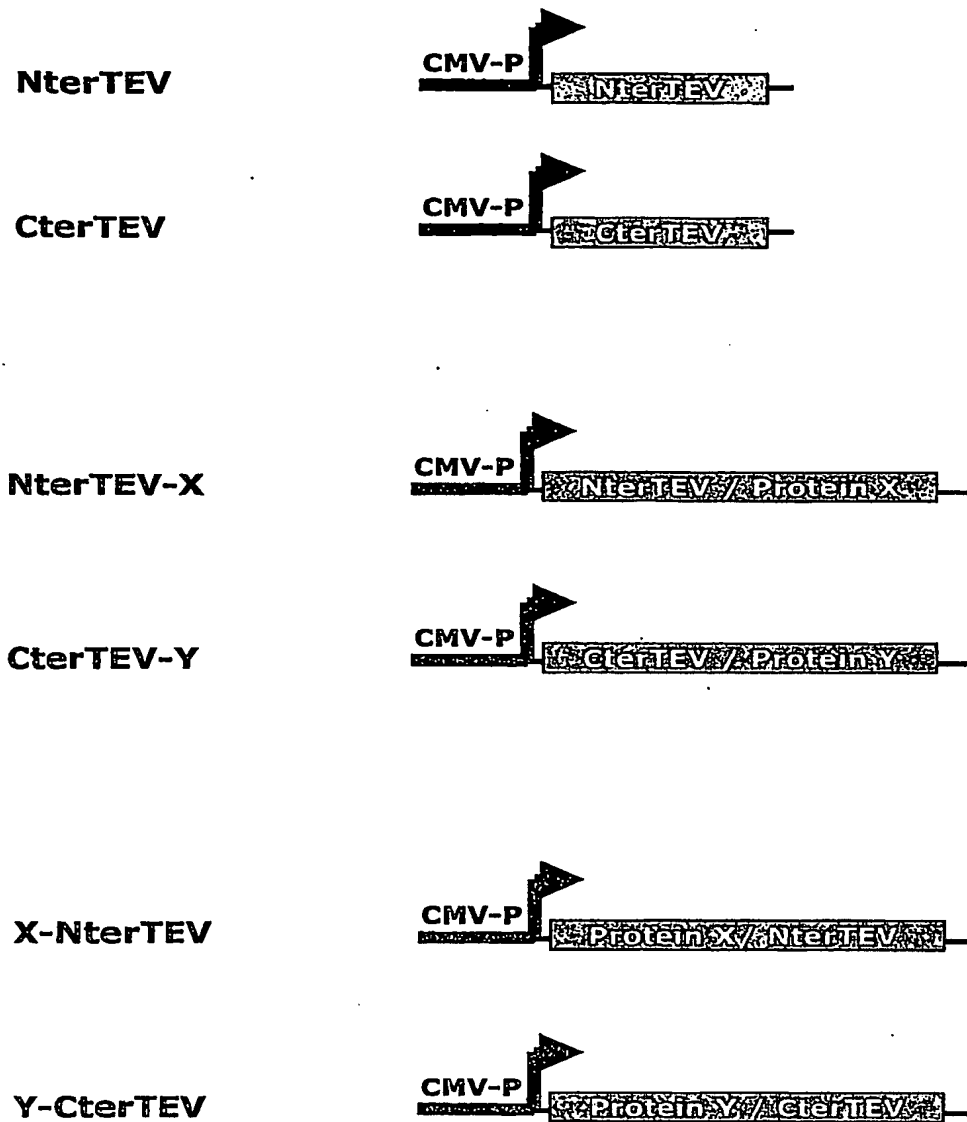 CMV-P
NterTEV
NterTEV
CMV-P
CterTEV
CterTEV
CMV-P
NterTEV-X
NterTEV / Protein X
CMV-P
CterTEV-Y
CterTEV / Protein Y
CMV-P
X-NterTEV
Protein X / NterTEV
CMV-P
Y-CterTEV
Protein Y / CterTEV